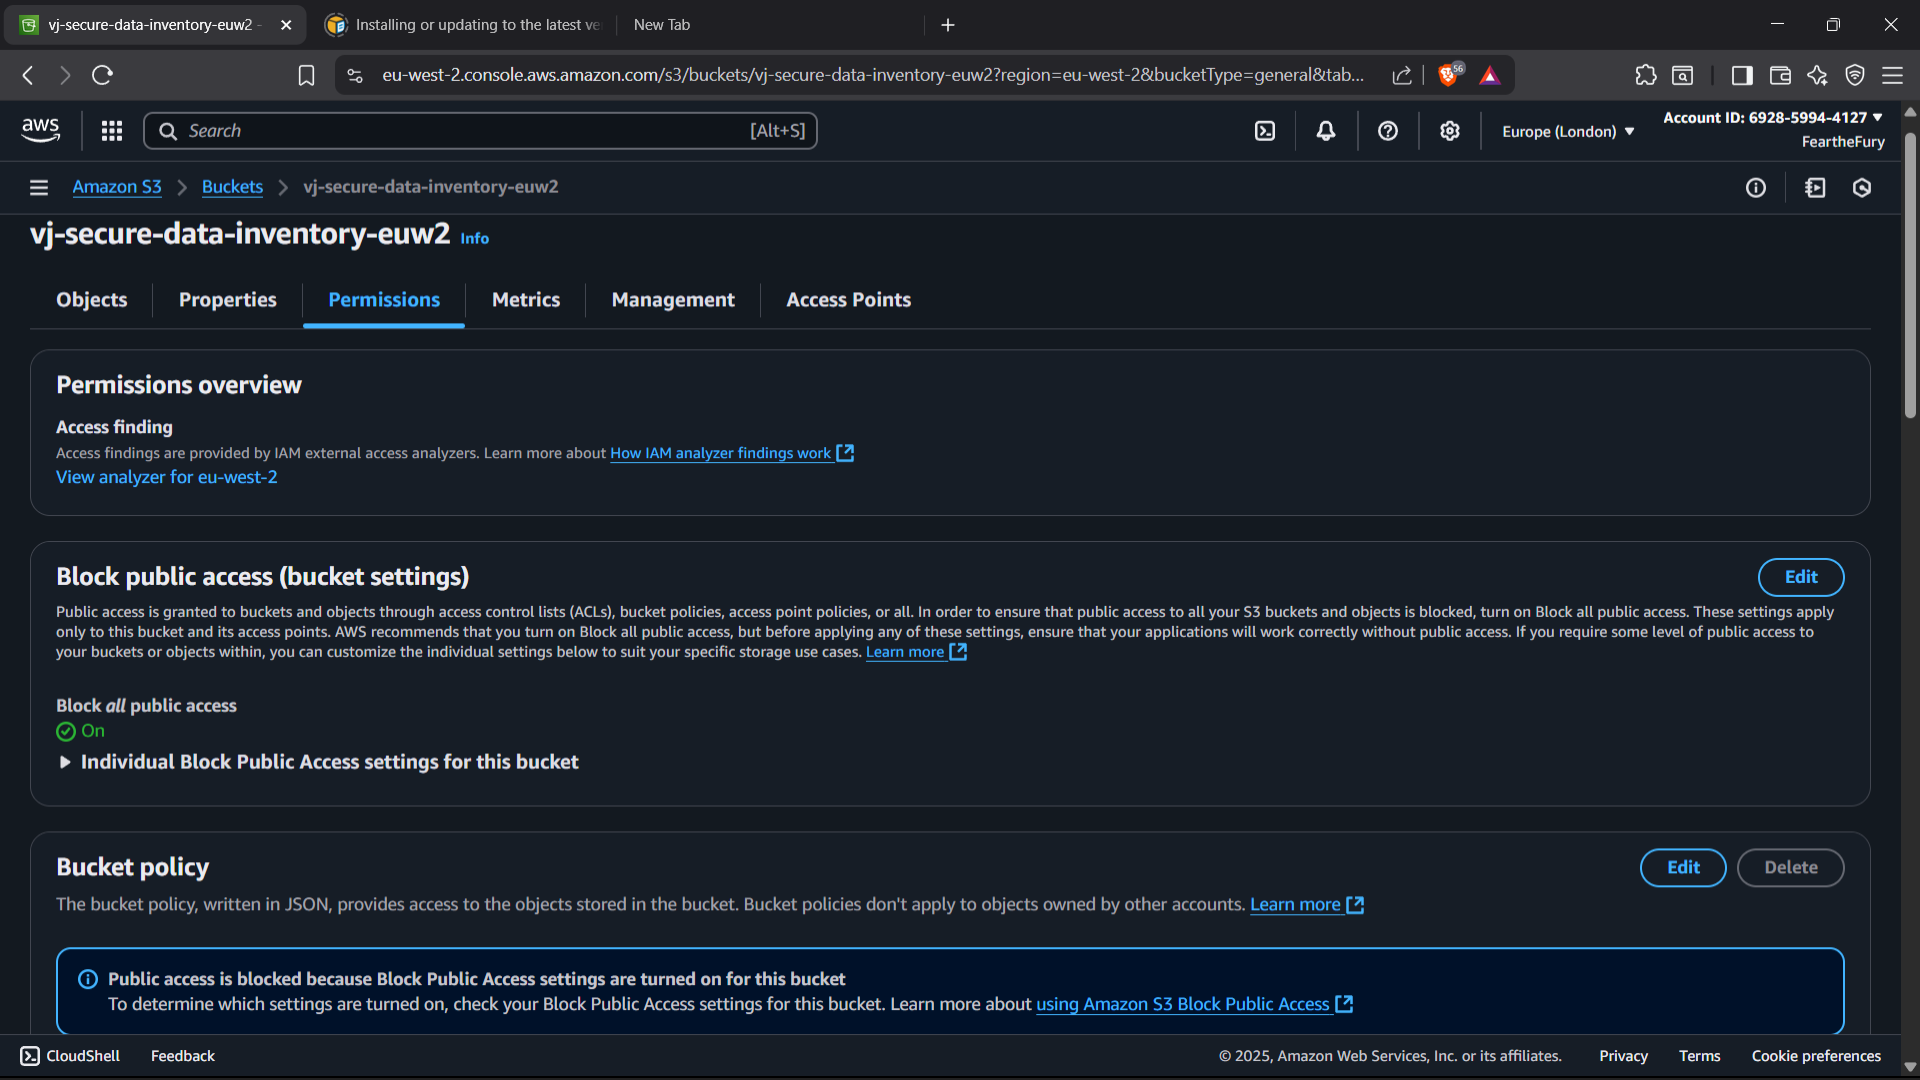 vj-secure-data-inventory-euw2 -
Installing or updating to the latest ve
New Tab
eu-west-2.console.aws.amazon.com/s3/buckets/vj-secure-data-inventory-euw2?region=eu-west-2&bucketType=general&tab...
56
aws
Search
[Alt+S]
Europe (London)
Account ID: 6928-5994-4127
FeartheFury
Amazon S3
Buckets
vj-secure-data-inventory-euw2
vj-secure-data-inventory-euw2 Info
Objects
Properties
Permissions
Metrics
Management
Access Points
Permissions overview
Access finding
Access findings are provided by IAM external access analyzers. Learn more about How IAM analyzer findings work
View analyzer for eu-west-2
Block public access (bucket settings)
Edit
Public access is granted to buckets and objects through access control lists (ACLs), bucket policies, access point policies, or all. In order to ensure that public access to all your S3 buckets and objects is blocked, turn on Block all public access. These settings apply
only to this bucket and its access points. AWS recommends that you turn on Block all public access, but before applying any of these settings, ensure that your applications will work correctly without public access. If you require some level of public access to
your buckets or objects within, you can customize the individual settings below to suit your specific storage use cases. Learn more
Block all public access
On
Individual Block Public Access settings for this bucket
Bucket policy
Edit
Delete
The bucket policy, written in JSON, provides access to the objects stored in the bucket. Bucket policies don't apply to objects owned by other accounts. Learn more
Public access is blocked because Block Public Access settings are turned on for this bucket
To determine which settings are turned on, check your Block Public Access settings for this bucket. Learn more about using Amazon S3 Block Public Access
CloudShell
Feedback
© 2025, Amazon Web Services, Inc. or its affiliates.
Privacy
Terms
Cookie preferences